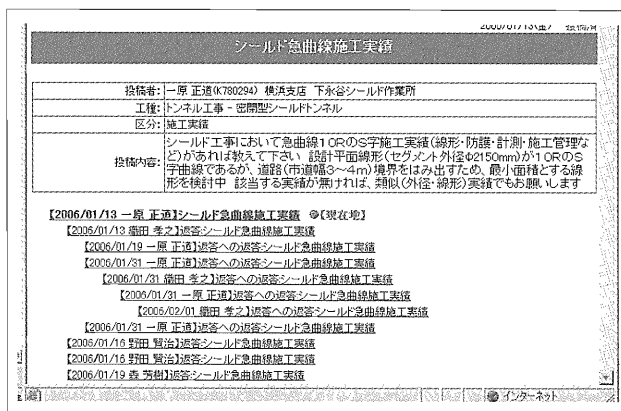 2006/01/13(金) 投稿済
シールド急曲線施工実績
投稿者: 一原 正道(K780294) 横浜支店 下永谷シールド作業所
工種: トンネル工事 - 密閉型シールドトンネル
区分: 施工実績
投稿内容: シールド工事において急曲線10RのS字施工実績(線形・防護・計測・施工管理な
ど)があれば教えて下さい 設計平面線形(セグメント外径Φ2150mm)が10RのS
字曲線であるが、道路(市道幅3～4m)境界をはみ出すため、最小面積とする線
形を検討中 該当する実績が無ければ、類似(外径・線形)実績でもお願いします
【2006/01/13 一原 正道】シールド急曲線施工実績 【現在地】
【2006/01/13 織田 孝之】返答:シールド急曲線施工実績
【2006/01/19 一原 正道】返答への返答:シールド急曲線施工実績
【2006/01/31 一原 正道】返答への返答:シールド急曲線施工実績
【2006/01/31 織田 孝之】返答への返答:シールド急曲線施工実績
【2006/01/31 一原 正道】返答への返答:シールド急曲線施工実績
【2006/02/01 織田 孝之】返答への返答:シールド急曲線施工実績
【2006/01/31 一原 正道】返答への返答:シールド急曲線施工実績
【2006/01/16 野田 賢治】返答:シールド急曲線施工実績
【2006/01/16 野田 賢治】返答:シールド急曲線施工実績
【2006/01/19 森 芳樹】返答:シールド急曲線施工実績
インターネット